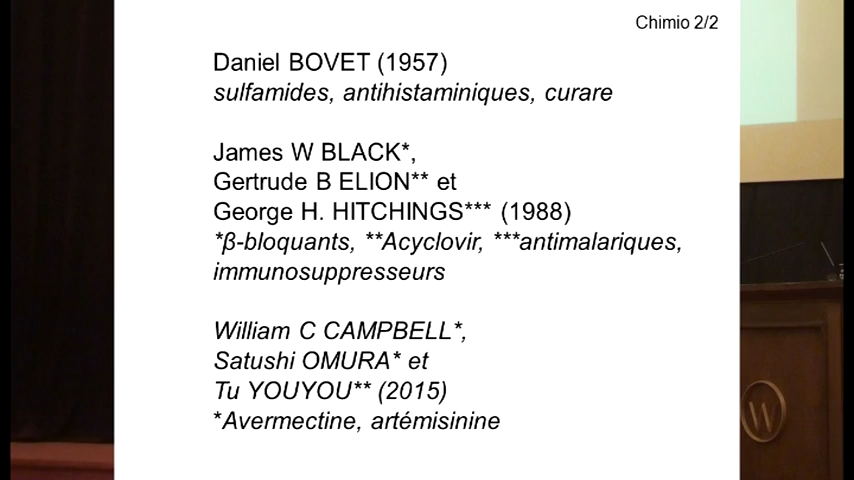 Chimio 2/2
Daniel BOVET (1957)
sulfamides, antihistaminiques, curare
James W BLACK*,
Gertrude B ELION** et
George H. HITCHINGS*** (1988)
*β-bloquants, **Acyclovir, ***antimalariques,
immunosuppresseurs
William C CAMPBELL*,
Satushi OMURA* et
Tu YOUYOU** (2015)
*Avermectine, artémisinine
W